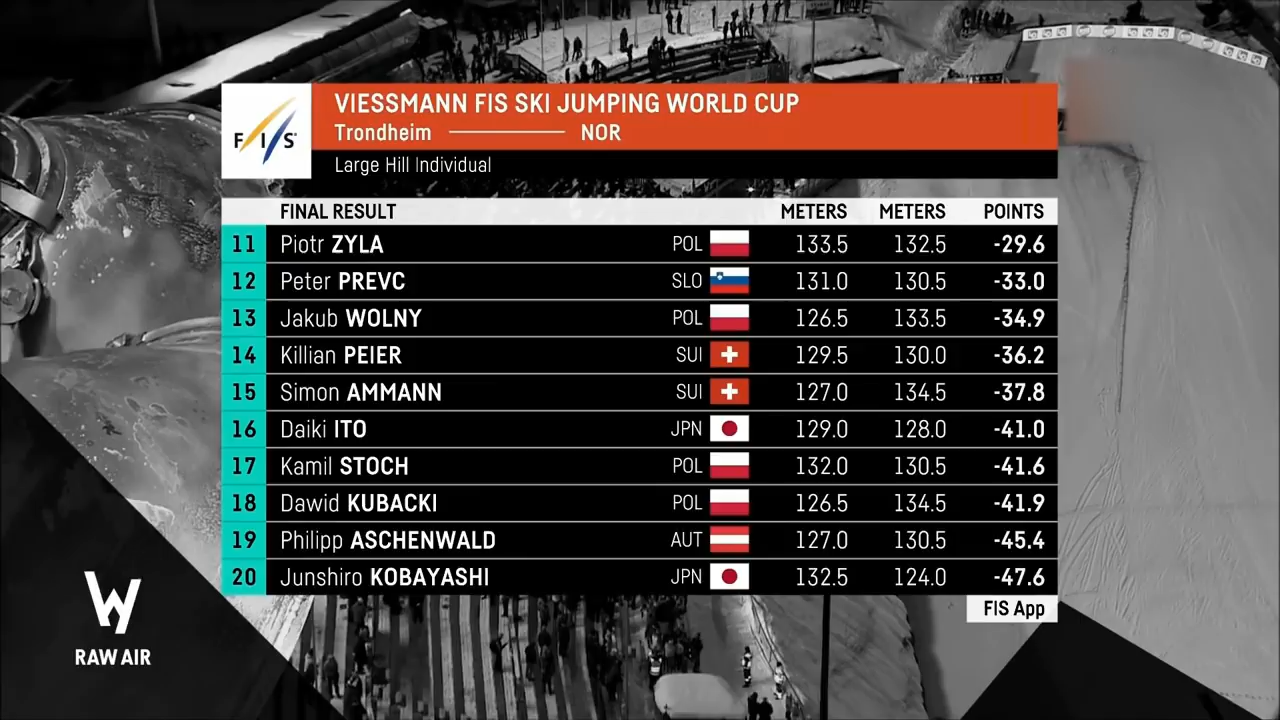 FIS
VIESSMANN FIS SKI JUMPING WORLD CUP
Trondheim NOR
Large Hill Individual
FINAL RESULT METERS METERS POINTS
11 Piotr ZYLA POL 133.5 132.5 -29.6
12 Peter PREVC SLO 131.0 130.5 -33.0
13 Jakub WOLNY POL 126.5 133.5 -34.9
14 Killian PEIER SUI 129.5 130.0 -36.2
15 Simon AMMANN SUI 127.0 134.5 -37.8
16 Daiki ITO JPN 129.0 128.0 -41.0
17 Kamil STOCH POL 132.0 130.5 -41.6
18 Dawid KUBACKI POL 126.5 134.5 -41.9
19 Philipp ASCHENWALD AUT 127.0 130.5 -45.4
20 Junshiro KOBAYASHI JPN 132.5 124.0 -47.6
FIS App
RAW AIR